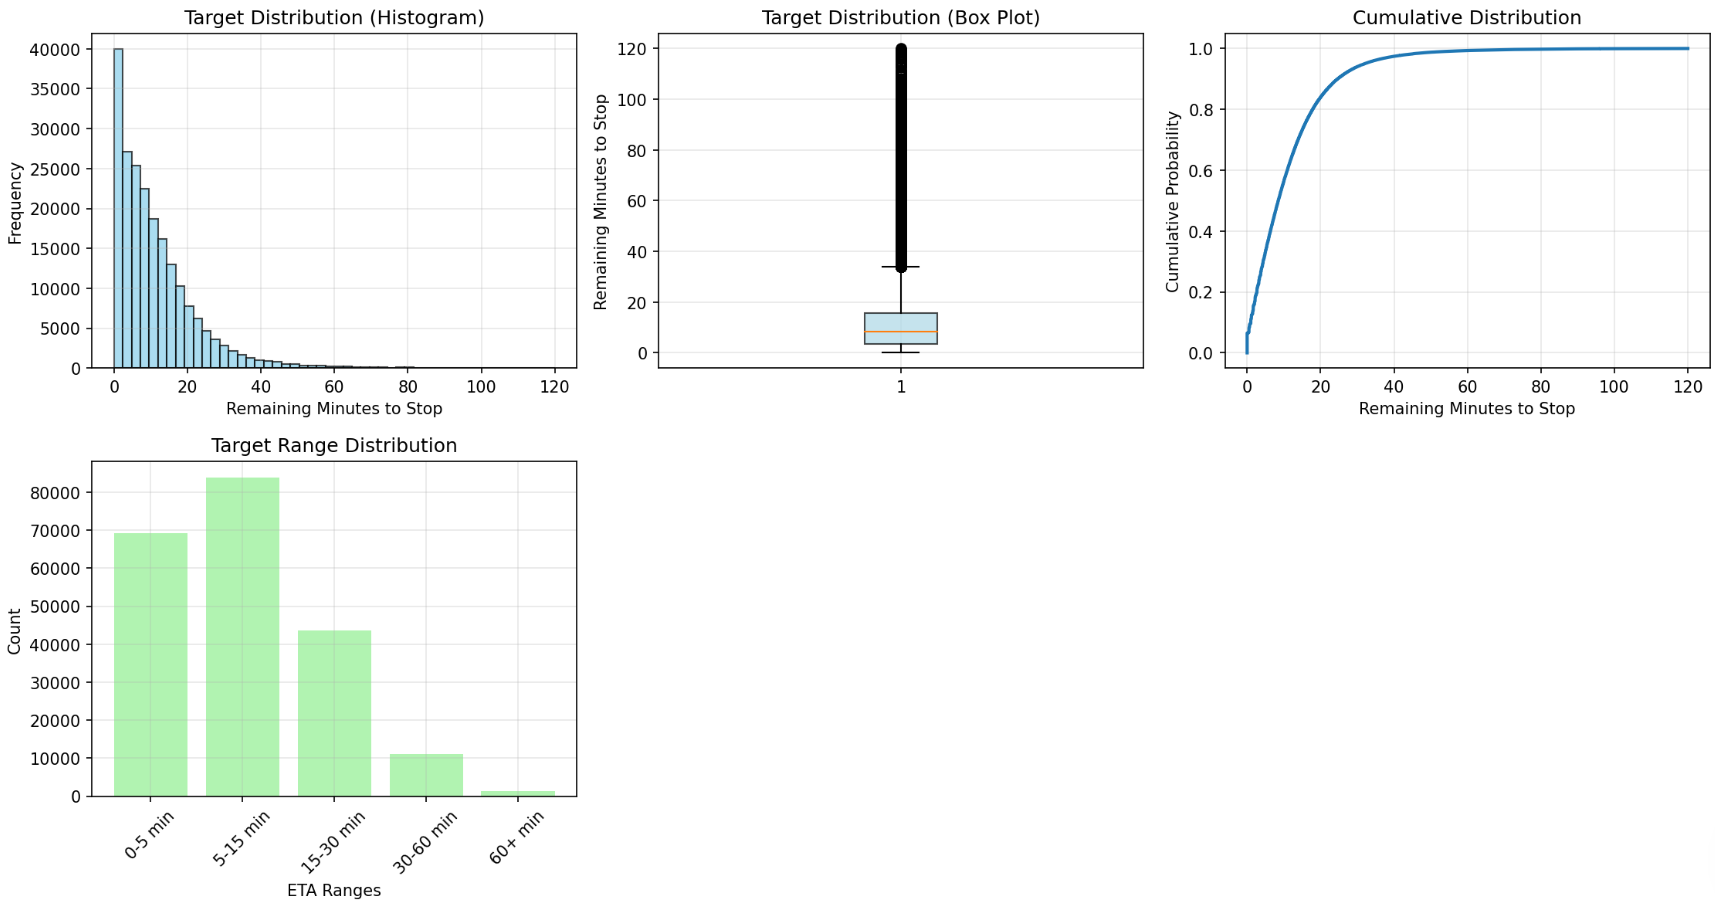 Target Distribution (Histogram)
Frequency
40000
35000
30000
25000
20000
15000
10000
5000
0
0 20 40 60 80 100 120
Remaining Minutes to Stop
Target Distribution (Box Plot)
Remaining Minutes to Stop
120
100
80
60
40
20
0
1
Cumulative Distribution
Cumulative Probability
1.0
0.8
0.6
0.4
0.2
0.0
0 20 40 60 80 100 120
Remaining Minutes to Stop
Target Range Distribution
Count
80000
70000
60000
50000
40000
30000
20000
10000
0
0-5 min
5-15 min
15-30 min
30-60 min
60+ min
ETA Ranges